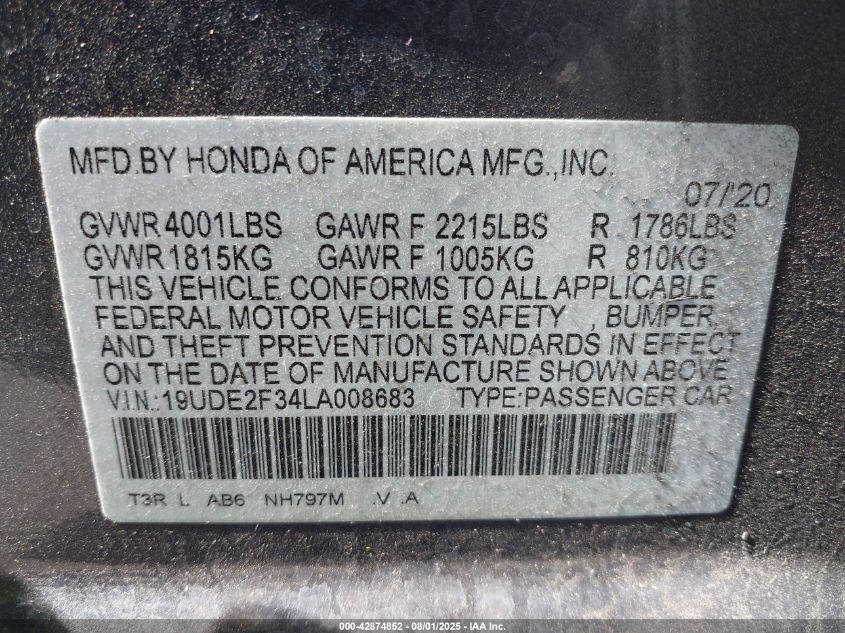 MFD.BY HONDA OF AMERICA MFG.,INC.
07/'20
GVWR 4001LBS GAWR F 2215LBS R 1786LBS
GVWR 1815KG GAWR F 1005KG R 810KG
THIS VEHICLE CONFORMS TO ALL APPLICABLE
FEDERAL MOTOR VEHICLE SAFETY , BUMPER,
AND THEFT PREVENTION STANDARDS IN EFFECT
ON THE DATE OF MANUFACTURE SHOWN ABOVE
V.I.N.:19UDE2F34LA008683 TYPE:PASSENGER CAR
T3R L AB6 NH797M .V .A
000-42874852 - 08/01/2025 - IAA Inc.